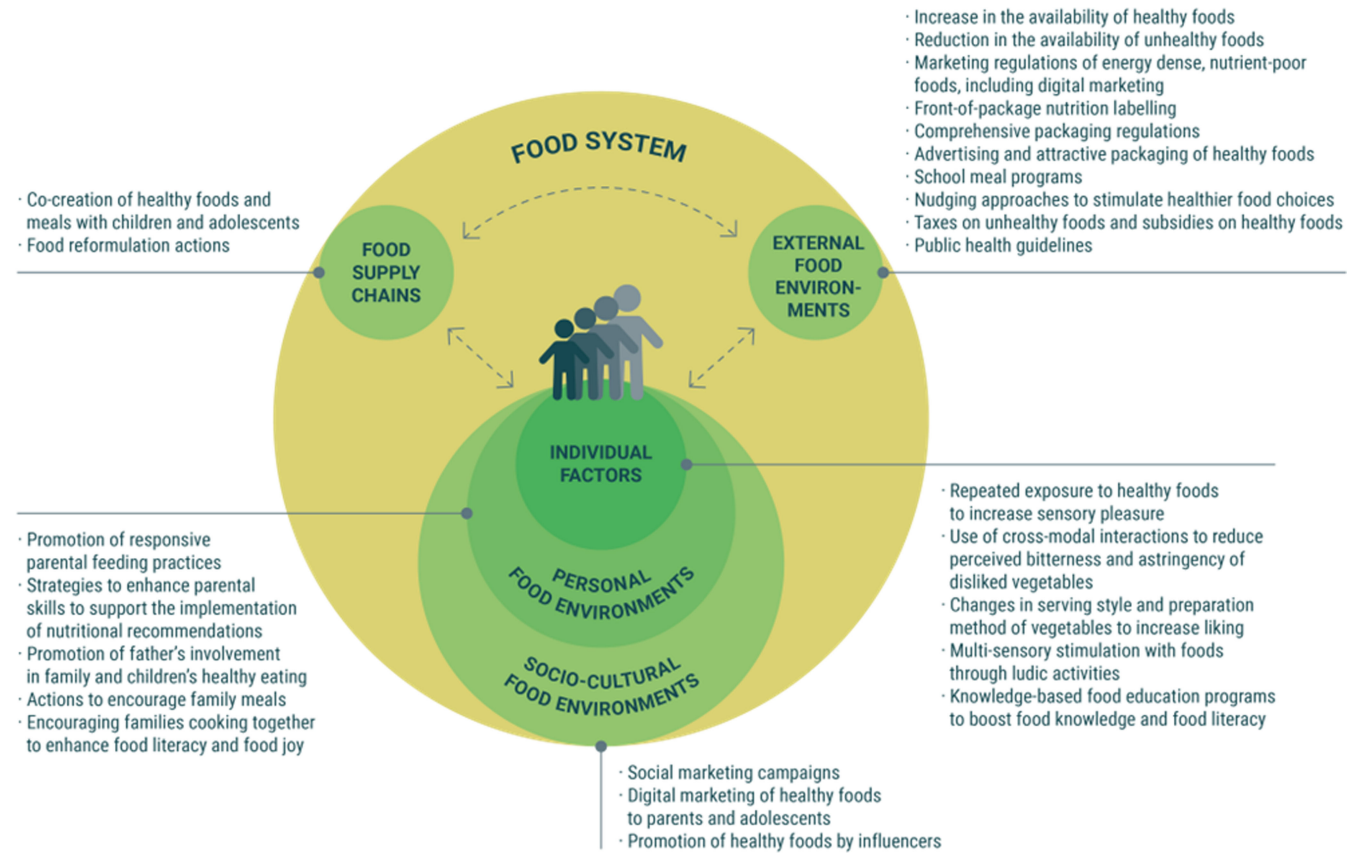 · Increase in the availability of healthy foods
· Reduction in the availability of unhealthy foods
· Marketing regulations of energy dense, nutrient-poor
foods, including digital marketing
· Front-of-package nutrition labelling
· Comprehensive packaging regulations
· Advertising and attractive packaging of healthy foods
· School meal programs
· Nudging approaches to stimulate healthier food choices
· Taxes on unhealthy foods and subsidies on healthy foods
· Public health guidelines
FOOD SYSTEM
· Co-creation of healthy foods and
meals with children and adolescents
· Food reformulation actions
FOOD
SUPPLY
CHAINS
EXTERNAL
FOOD
ENVIRON-
MENTS
INDIVIDUAL
FACTORS
· Repeated exposure to healthy foods
to increase sensory pleasure
· Use of cross-modal interactions to reduce
perceived bitterness and astringency of
disliked vegetables
· Changes in serving style and preparation
method of vegetables to increase liking
· Multi-sensory stimulation with foods
through ludic activities
· Knowledge-based food education programs
to boost food knowledge and food literacy
· Promotion of responsive
parental feeding practices
· Strategies to enhance parental
skills to support the implementation
of nutritional recommendations
· Promotion of father's involvement
in family and children's healthy eating
· Actions to encourage family meals
· Encouraging families cooking together
to enhance food literacy and food joy
PERSONAL
FOOD ENVIRONMENTS
SOCIO-CULTURAL
FOOD ENVIRONMENTS
· Social marketing campaigns
· Digital marketing of healthy foods
to parents and adolescents
· Promotion of healthy foods by influencers